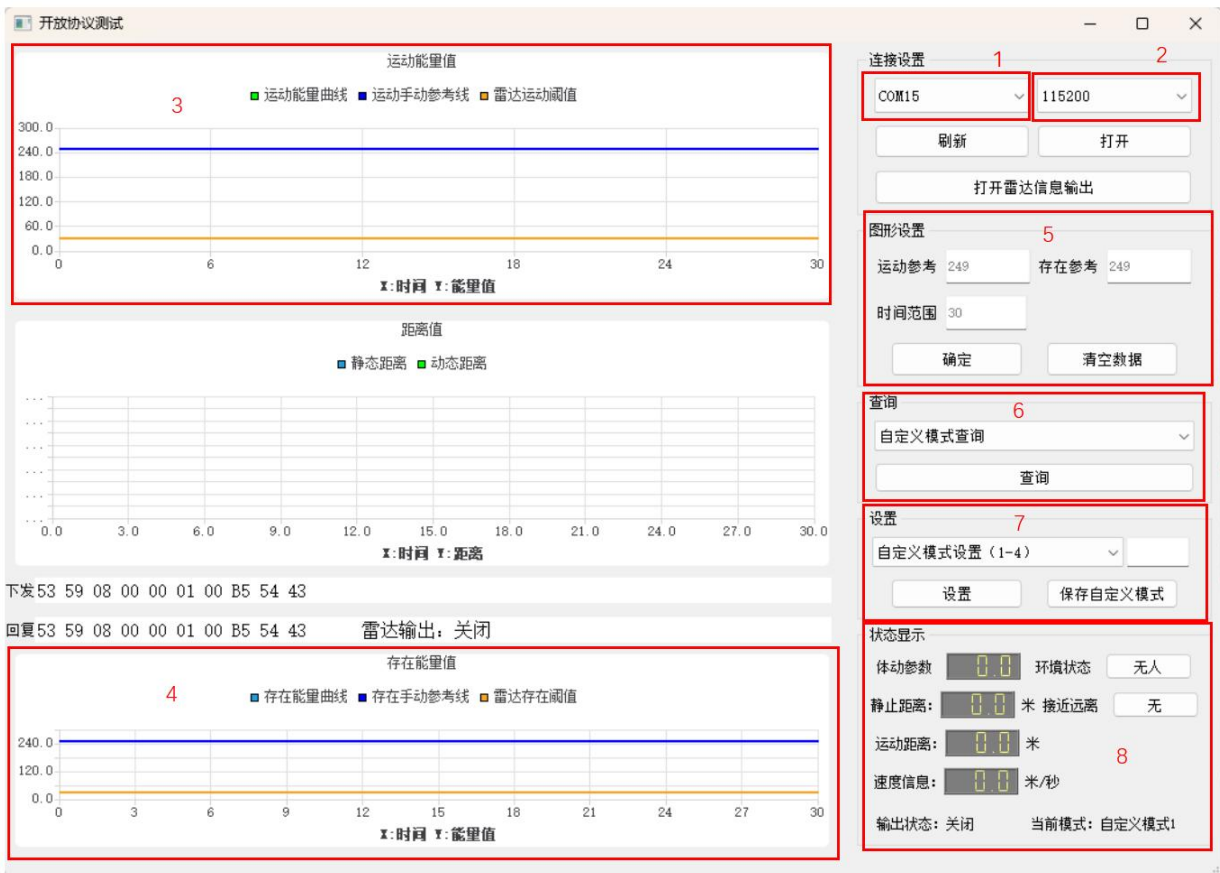 开放协议测试
运动能量值
3
运动能量曲线 运动手动参考线 雷达运动阈值
300.0
240.0
180.0
120.0
60.0
0.0
0 6 12 18 24 30
X:时间 Y:能量值
距离值
静态距离 动态距离
...
...
...
...
...
...
0.0 3.0 6.0 9.0 12.0 15.0 18.0 21.0 24.0 27.0 30.0
X:时间 Y:距离
下发 53 59 08 00 00 01 00 B5 54 43
回复 53 59 08 00 00 01 00 B5 54 43 雷达输出: 关闭
存在能量值
4
存在能量曲线 存在手动参考线 雷达存在阈值
240.0
120.0
0.0
0 3 6 9 12 15 18 21 24 27 30
X:时间 Y:能量值
连接设置 1 2
COM15 115200
刷新 打开
打开雷达信息输出
图形设置 5
运动参考 249 存在参考 249
时间范围 30
确定 清空数据
查询 6
自定义模式查询
查询
设置 7
自定义模式设置（1-4）
设置 保存自定义模式
状态显示
体动参数 0.0 环境状态 无人
静止距离: 0.0 米 接近远离 无
运动距离: 0.0 米
8
速度信息: 0.0 米/秒
输出状态: 关闭 当前模式: 自定义模式1